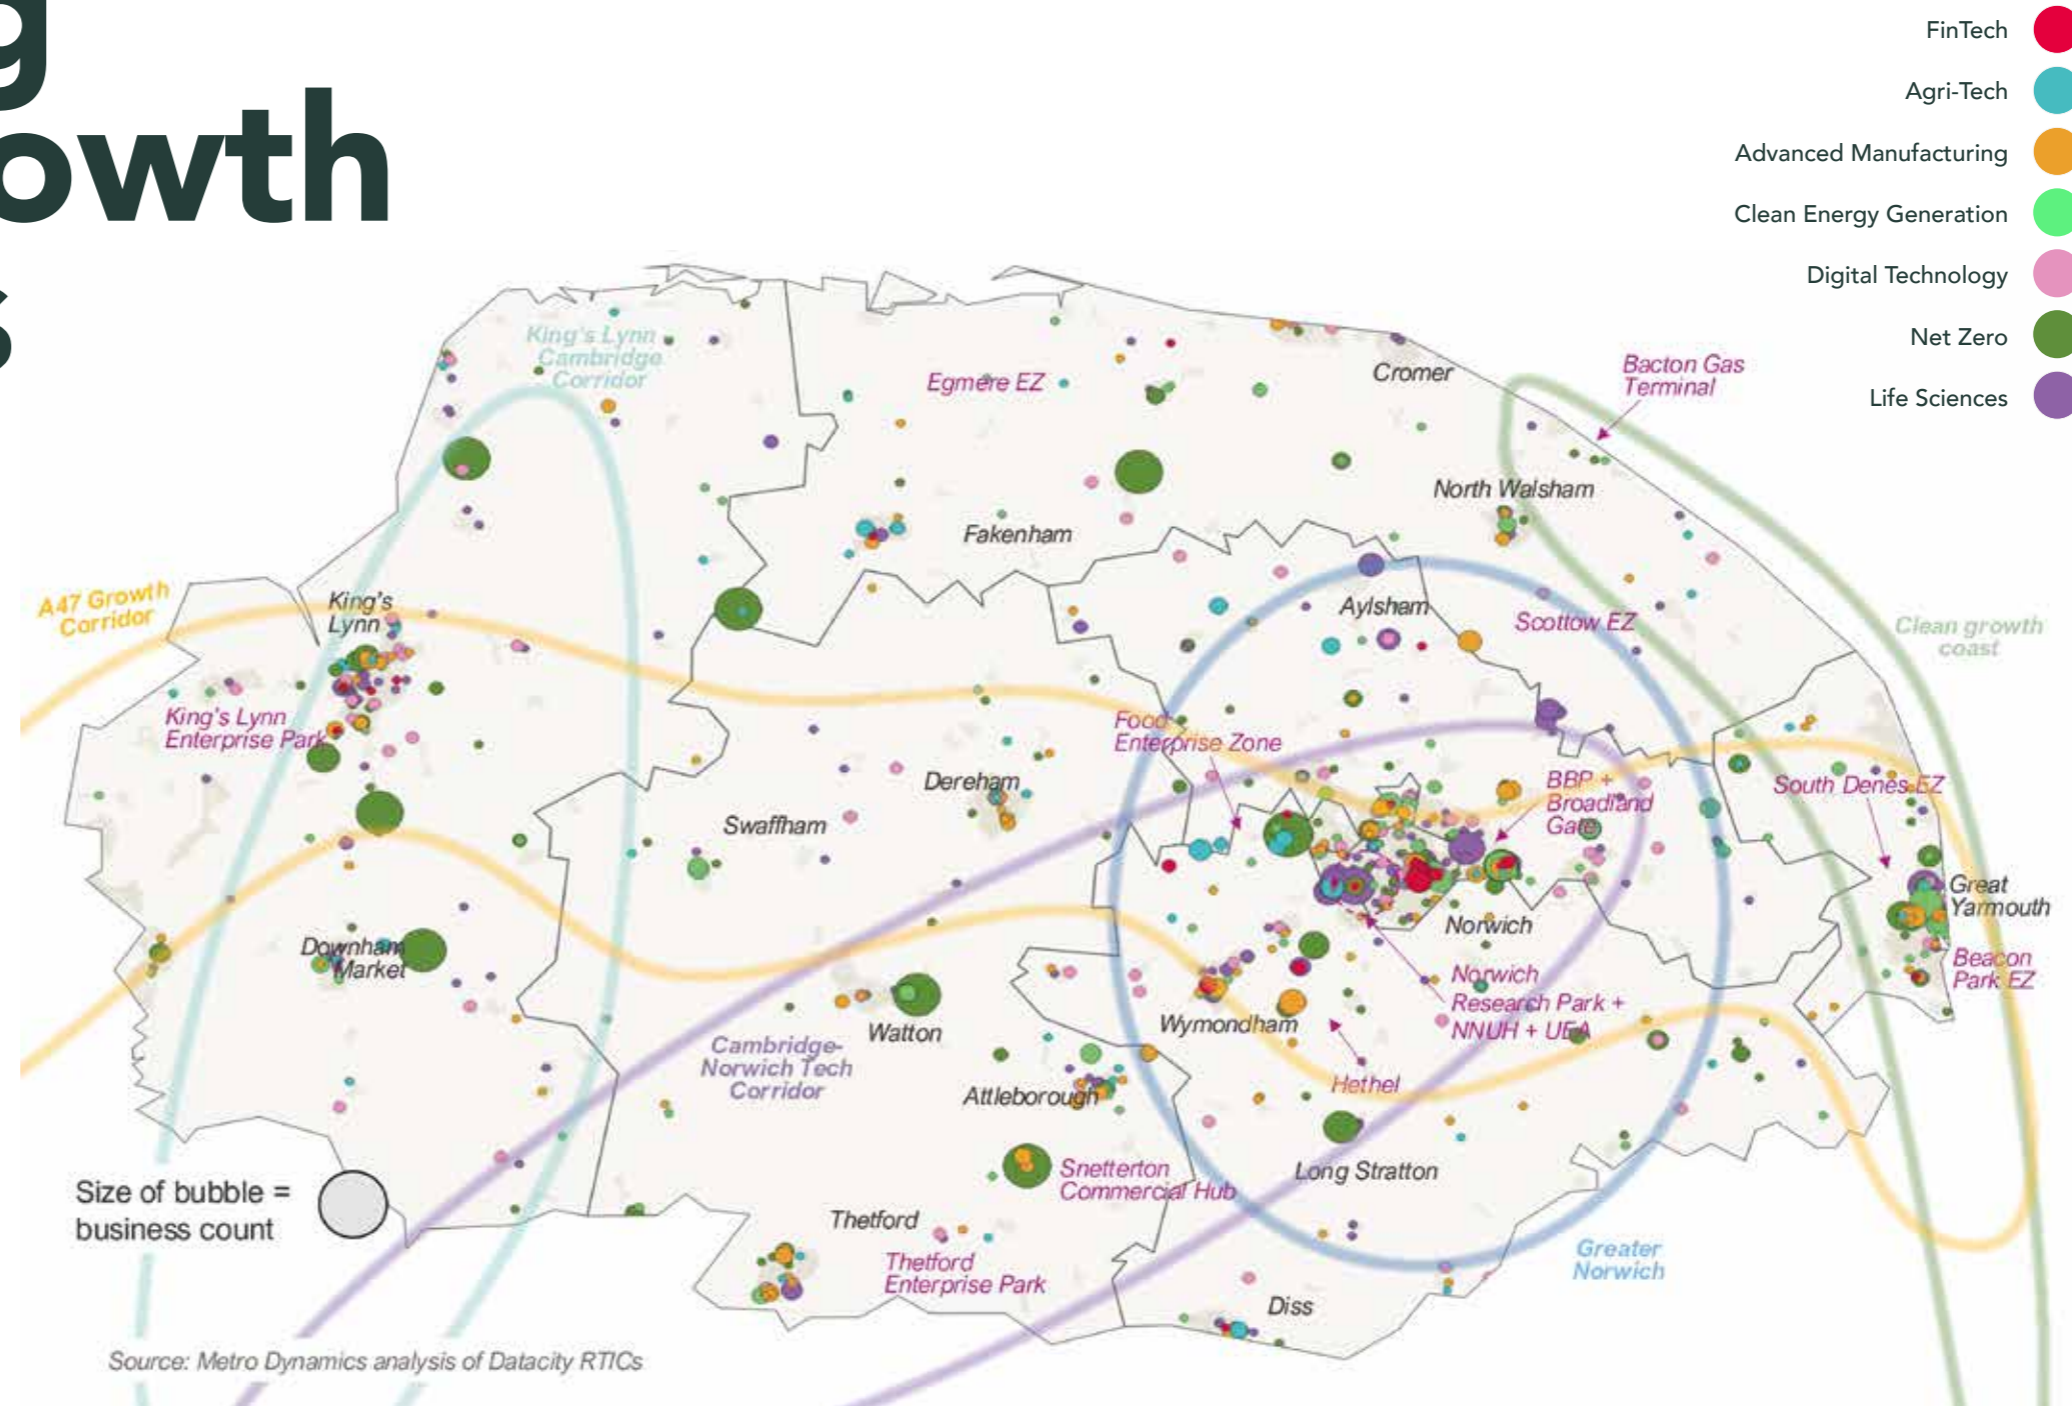 g
owth
s
FinTech
Agri-Tech
Advanced Manufacturing
Clean Energy Generation
Digital Technology
Net Zero
Life Sciences
King's Lynn
Cambridge
Corridor
Egmere EZ
Cromer
Bacton Gas
Terminal
North Walsham
Fakenham
A47 Growth
Corridor
King's
Lynn
Aylsham
Scottow EZ
Clean growth
coast
King's Lynn
Enterprise Park
Food
Enterprise Zone
Dereham
BBP +
Broadland
Gate
South Denes EZ
Swaffham
Great
Yarmouth
Norwich
Downham
Market
Beacon
Park EZ
Norwich
Research Park +
NNUH + UEA
Wymondham
Watton
Cambridge-
Norwich Tech
Corridor
Hethel
Attleborough
Snetterton
Commercial Hub
Long Stratton
Size of bubble =
business count
Thetford
Thetford
Enterprise Park
Greater
Norwich
Diss
Source: Metro Dynamics analysis of Datacity RTICs